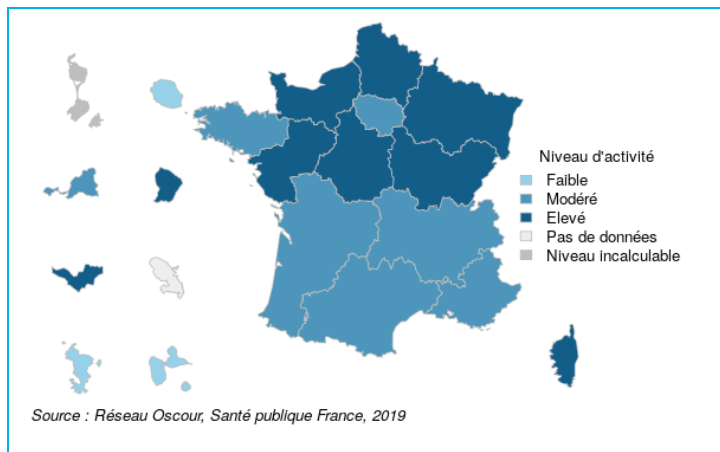 Niveau d'activité
Faible
Modéré
Elevé
Pas de données
Niveau incalculable
Source : Réseau Oscour, Santé publique France, 2019